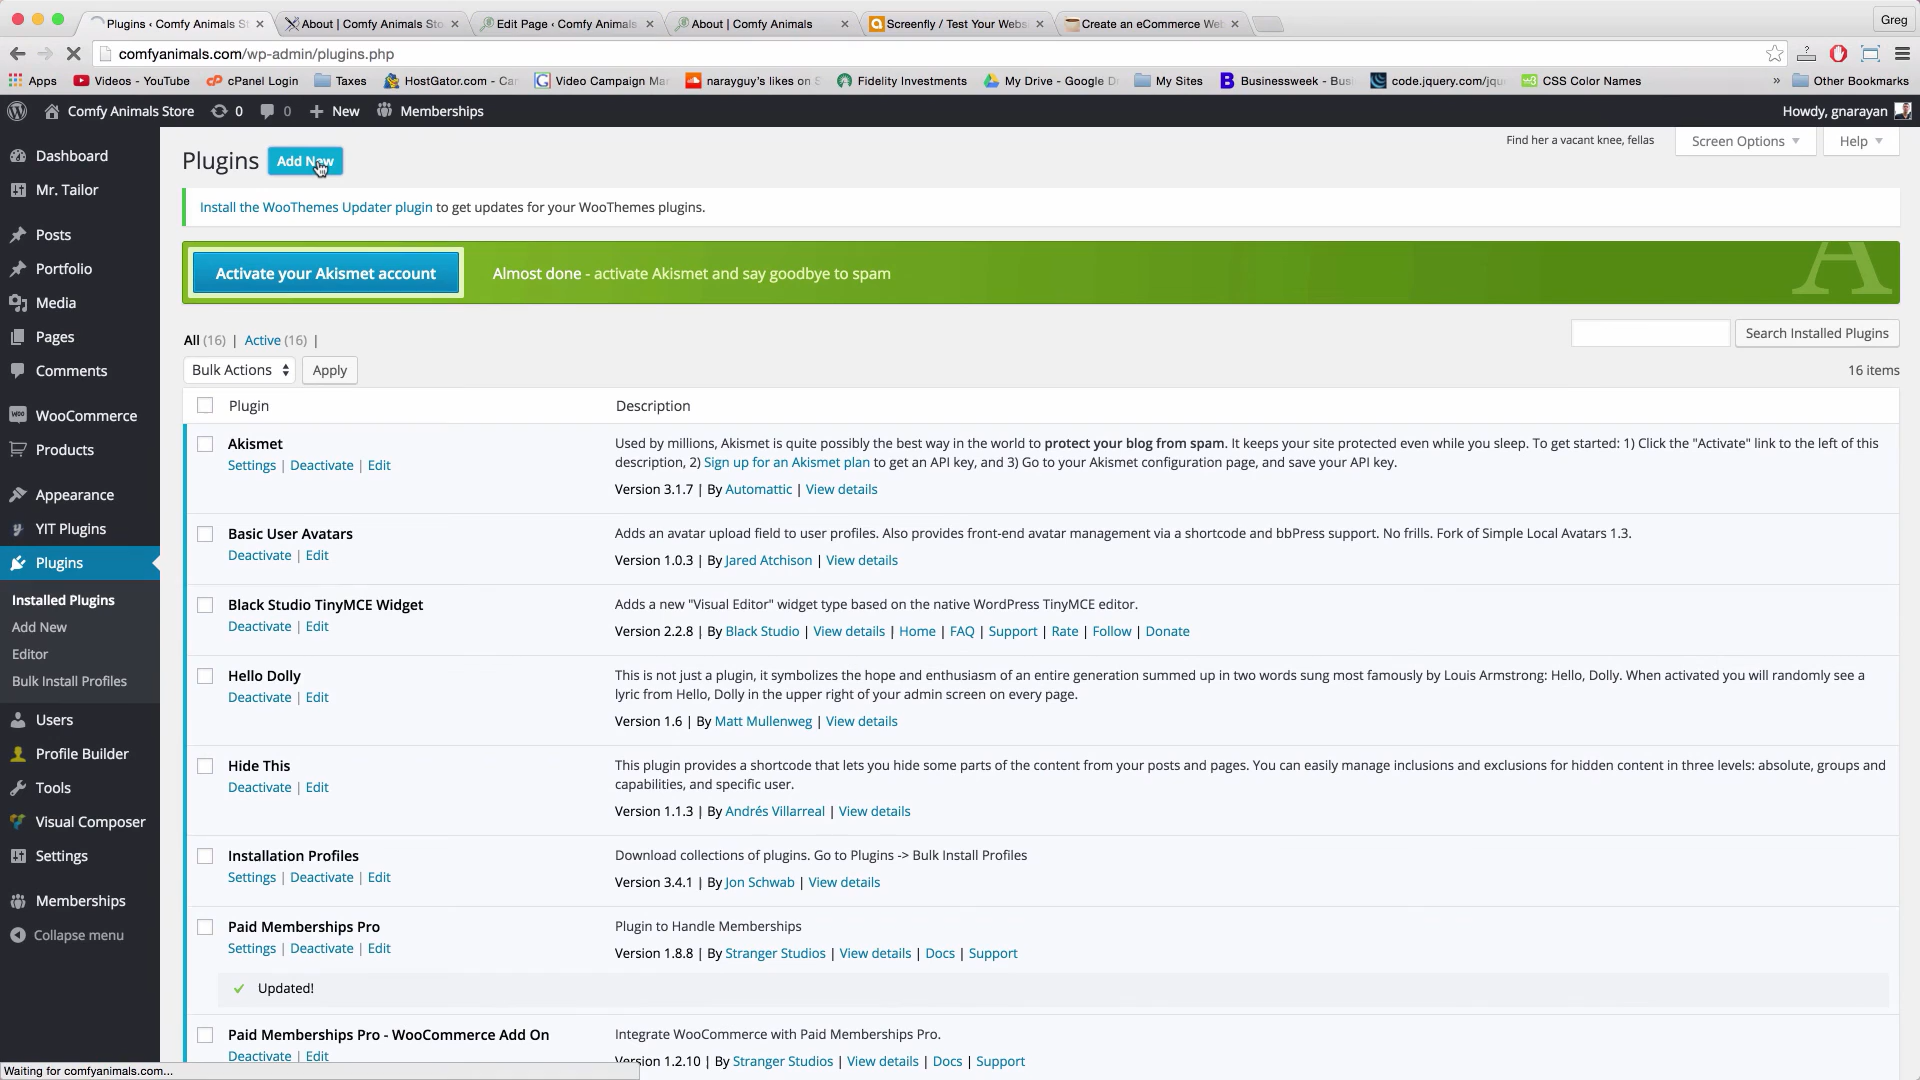 Plugins ‹ Comfy Animals St
About | Comfy Animals Sto
Edit Page ‹ Comfy Animals
About | Comfy Animals
Screenfly / Test Your Webs
Create an eCommerce Web
Greg
comfyanimals.com/wp-admin/plugins.php
Apps
Videos - YouTube
cPanel Login
Taxes
HostGator.com - Car
Video Campaign Man
narayguy's likes on S
Fidelity Investments
My Drive - Google Dr
My Sites
Businessweek - Busi
code.jquery.com/jqu
CSS Color Names
»
Other Bookmarks
Comfy Animals Store
0
0
+ New
Memberships
Howdy, gnarayan
Dashboard
Mr. Tailor
Posts
Portfolio
Media
Pages
Comments
WooCommerce
Products
Appearance
YIT Plugins
Plugins
Installed Plugins
Add New
Editor
Bulk Install Profiles
Users
Profile Builder
Tools
Visual Composer
Settings
Memberships
Collapse menu
Plugins
Add New
Find her a vacant knee, fellas
Screen Options
Help
Install the WooThemes Updater plugin to get updates for your WooThemes plugins.
Activate your Akismet account
Almost done - activate Akismet and say goodbye to spam
A
All (16) | Active (16) |
Search Installed Plugins
Bulk Actions
Apply
16 items
Plugin
Description
Akismet
Settings | Deactivate | Edit
Used by millions, Akismet is quite possibly the best way in the world to protect your blog from spam. It keeps your site protected even while you sleep. To get started: 1) Click the "Activate" link to the left of this
description, 2) Sign up for an Akismet plan to get an API key, and 3) Go to your Akismet configuration page, and save your API key.
Version 3.1.7 | By Automattic | View details
Basic User Avatars
Deactivate | Edit
Adds an avatar upload field to user profiles. Also provides front-end avatar management via a shortcode and bbPress support. No frills. Fork of Simple Local Avatars 1.3.
Version 1.0.3 | By Jared Atchison | View details
Black Studio TinyMCE Widget
Deactivate | Edit
Adds a new "Visual Editor" widget type based on the native WordPress TinyMCE editor.
Version 2.2.8 | By Black Studio | View details | Home | FAQ | Support | Rate | Follow | Donate
Hello Dolly
Deactivate | Edit
This is not just a plugin, it symbolizes the hope and enthusiasm of an entire generation summed up in two words sung most famously by Louis Armstrong: Hello, Dolly. When activated you will randomly see a
lyric from Hello, Dolly in the upper right of your admin screen on every page.
Version 1.6 | By Matt Mullenweg | View details
Hide This
Deactivate | Edit
This plugin provides a shortcode that lets you hide some parts of the content from your posts and pages. You can easily manage inclusions and exclusions for hidden content in three levels: absolute, groups and
capabilities, and specific user.
Version 1.1.3 | By Andrés Villarreal | View details
Installation Profiles
Settings | Deactivate | Edit
Download collections of plugins. Go to Plugins -> Bulk Install Profiles
Version 3.4.1 | By Jon Schwab | View details
Paid Memberships Pro
Settings | Deactivate | Edit
Plugin to Handle Memberships
Version 1.8.8 | By Stranger Studios | View details | Docs | Support
Updated!
Paid Memberships Pro - WooCommerce Add On
Deactivate | Edit
Integrate WooCommerce with Paid Memberships Pro.
Version 1.2.10 | By Stranger Studios | View details | Docs | Support
Waiting for comfyanimals.com...